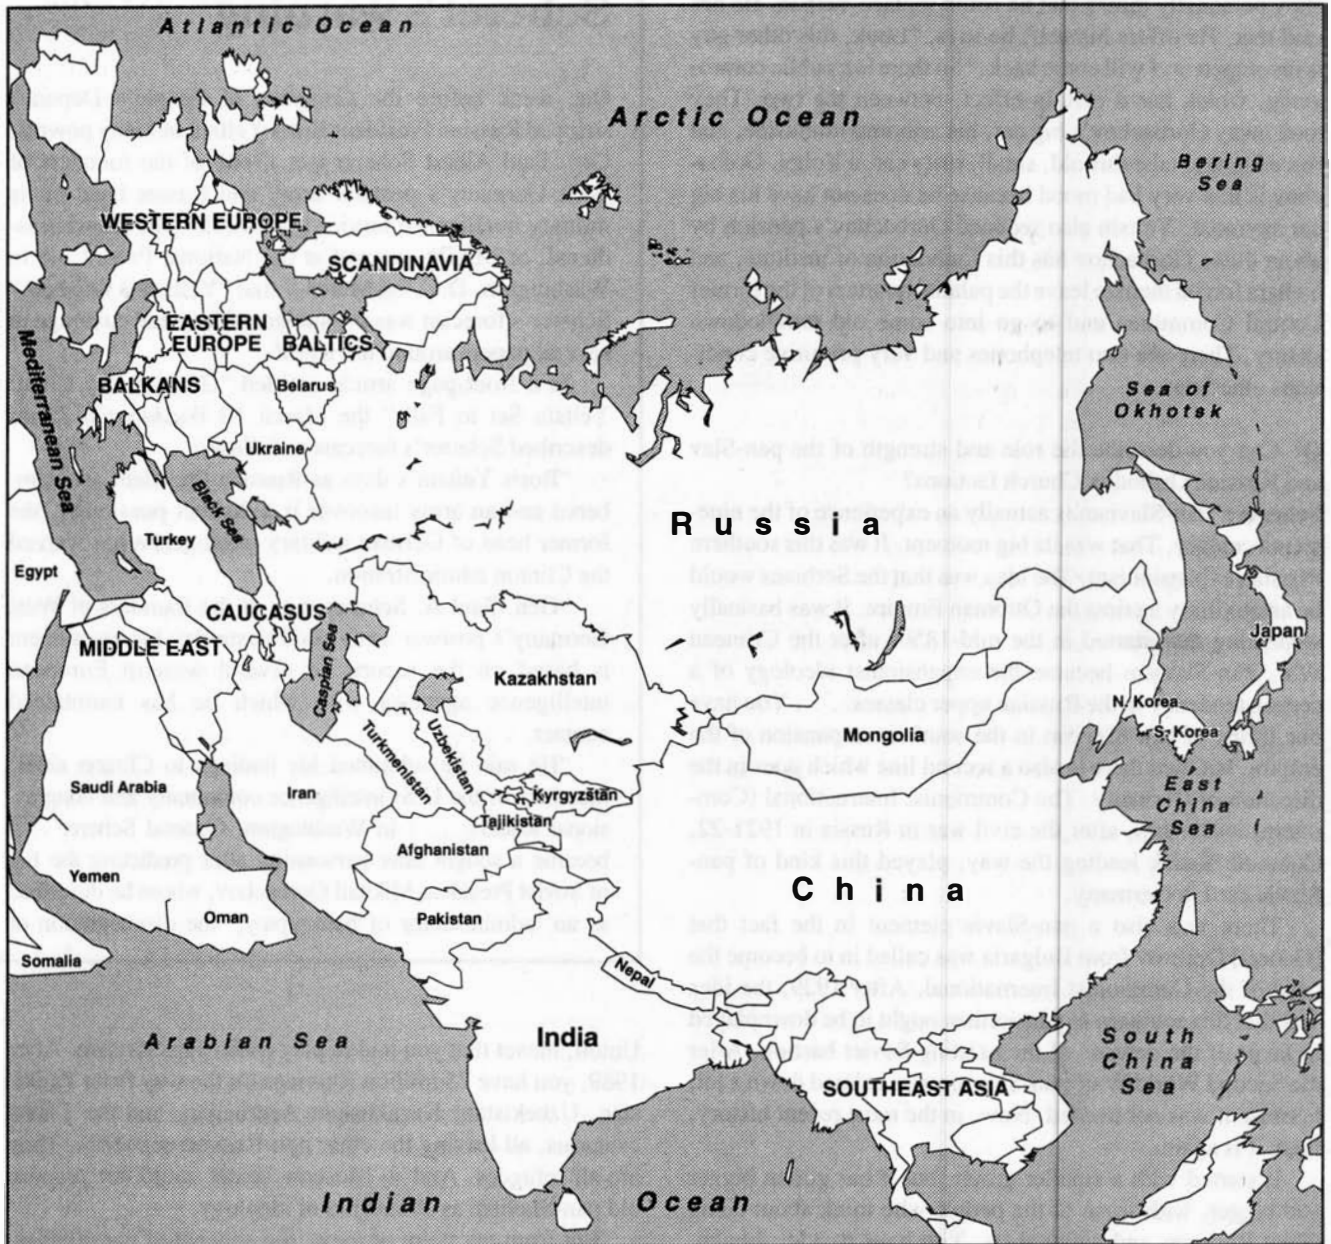 Atlantic Ocean
Arctic Ocean
Bering
Sea
WESTERN EUROPE
SCANDINAVIA
EASTERN
EUROPE
BALTICS
Mediterranean Sea
BALKANS
Belarus
Sea of
Okhotsk
Ukraine
Black Sea
Russia
Turkey
Egypt
CAUCASUS
MIDDLE EAST
Caspian Sea
Kazakhstan
Japan
N. Korea
S. Korea
Mongolia
Turkmenistan
Uzbekistan
Saudi Arabia
Iran
Kyrgyzstan
Tajikistan
East
China
Sea
Afghanistan
China
Yemen
Oman
Pakistan
Somalia
Nepal
Arabian Sea
India
South
China
Sea
SOUTHEAST ASIA
Indian
Ocean